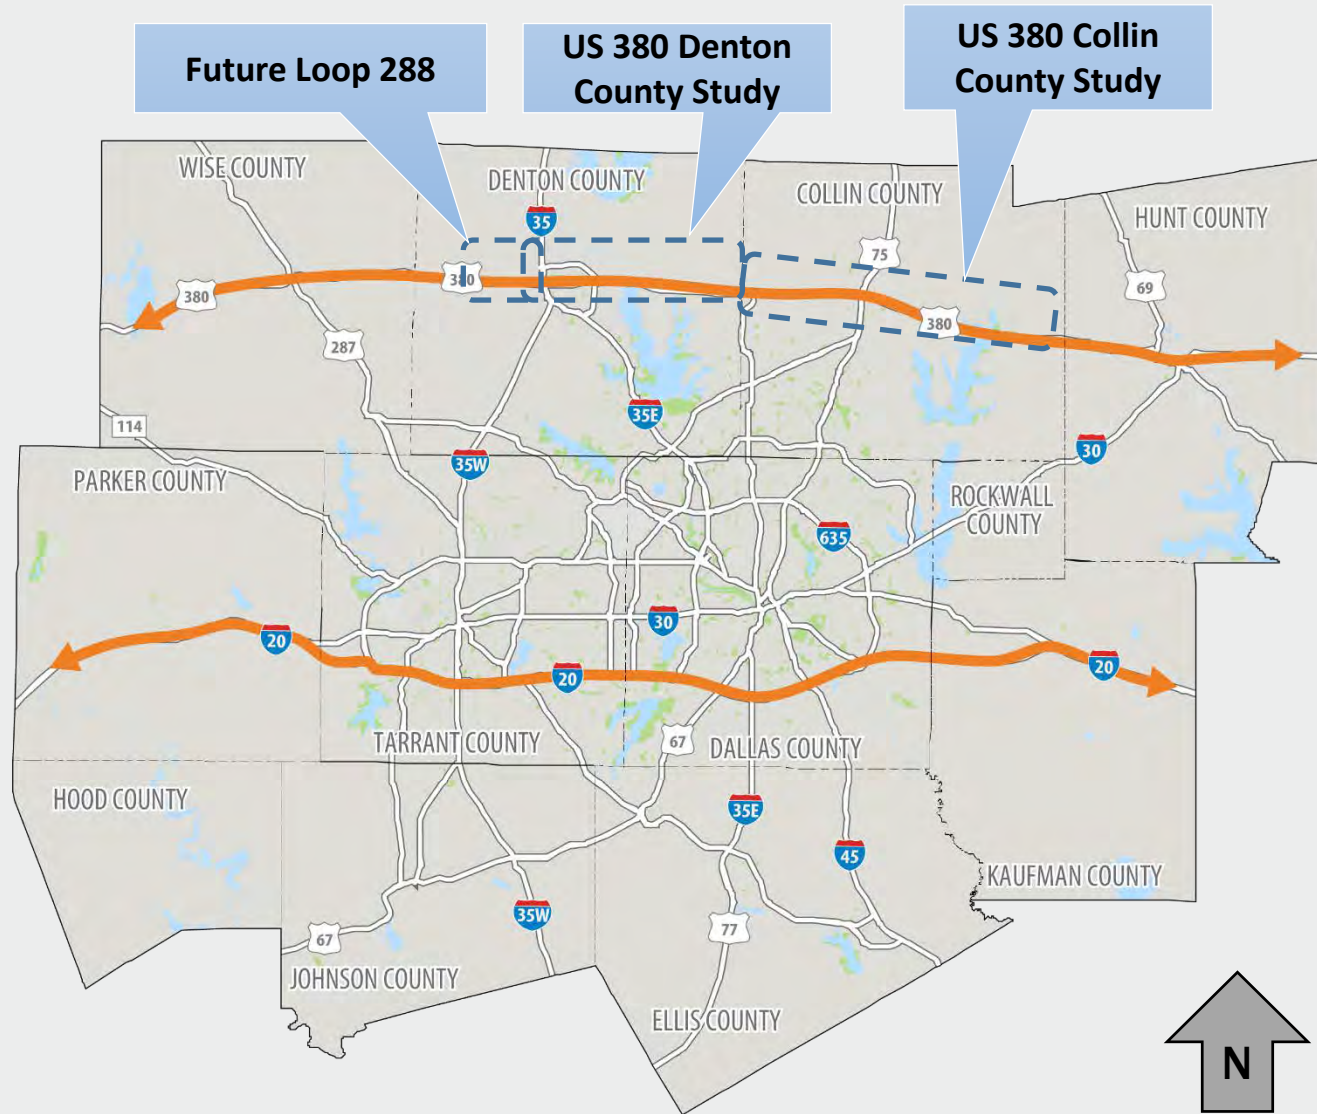 Future Loop 288
US 380 Denton
County Study
US 380 Collin
County Study
WISE COUNTY
DENTON COUNTY
COLLIN COUNTY
HUNT COUNTY
35
75
380
380
69
380
287
35E
114
35W
30
PARKER COUNTY
ROCKWALL
COUNTY
635
30
20
20
20
TARRANT COUNTY
67
DALLAS COUNTY
HOOD COUNTY
35E
45
KAUFMAN COUNTY
35W
77
67
JOHNSON COUNTY
ELLIS COUNTY
N